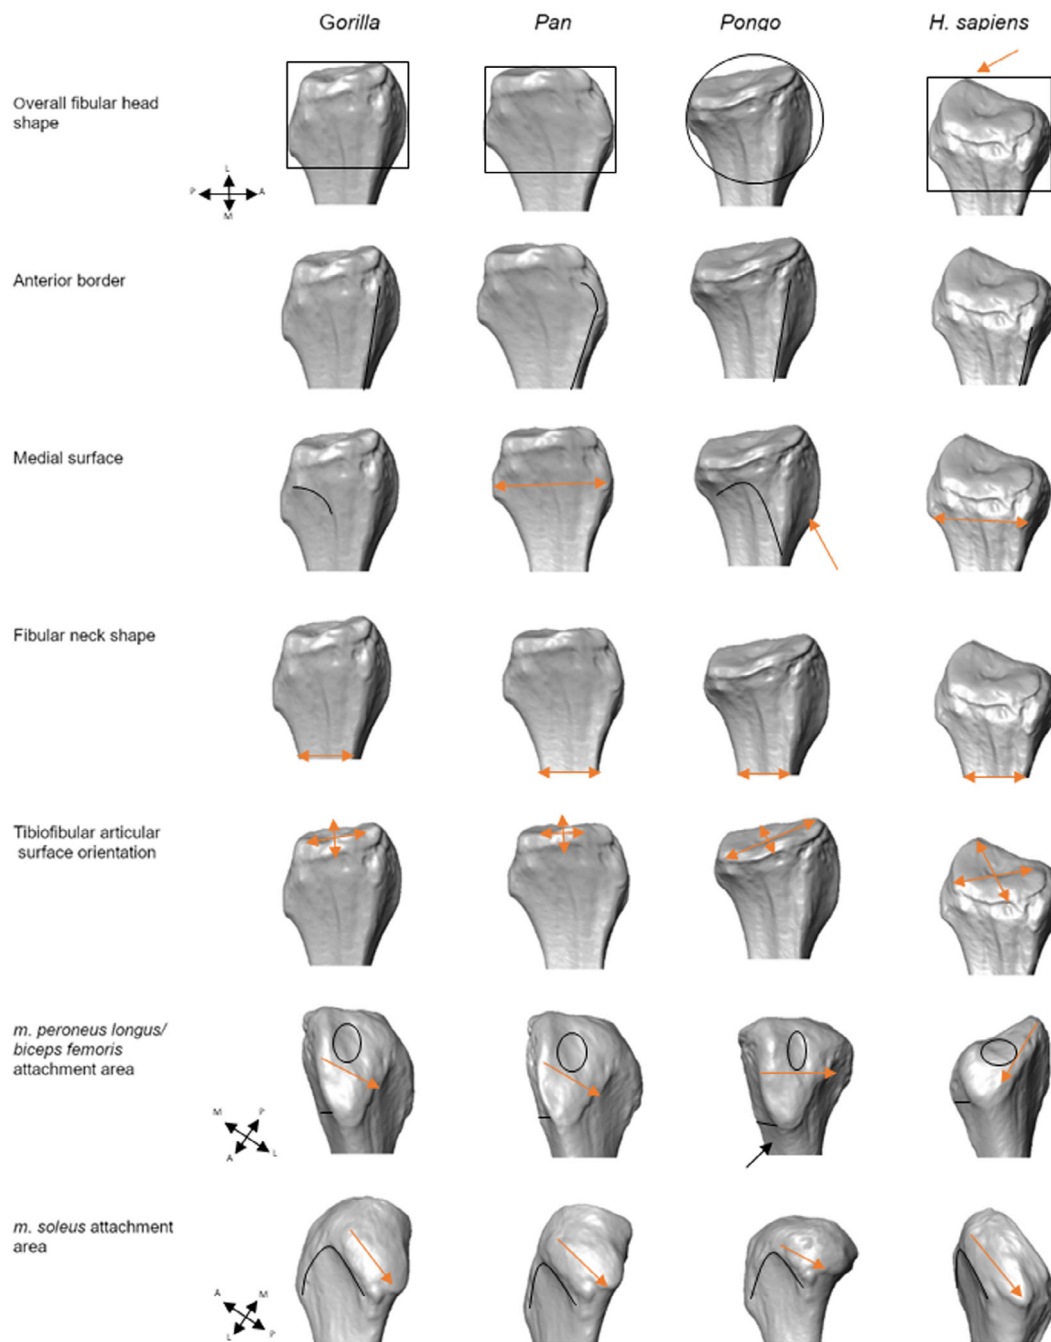 Gorilla Pan Pongo H. sapiens
Overall fibular head
shape
L
P A
M
Anterior border
Medial surface
Fibular neck shape
Tibiofibular articular
surface orientation
m. peroneus longus/
biceps femoris
attachment area
M P
A L
m. soleus attachment
area
A M
L P